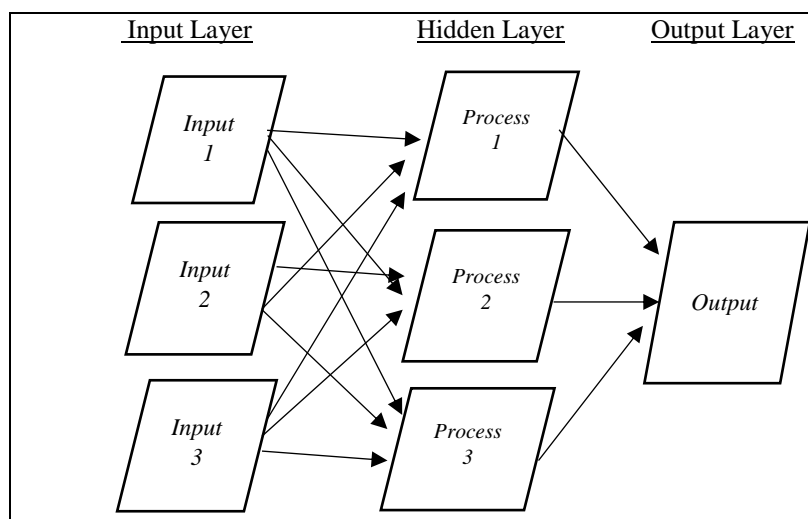 Input Layer
Hidden Layer
Output Layer
Input
1
Process
1
Input
2
Process
2
Output
Input
3
Process
3